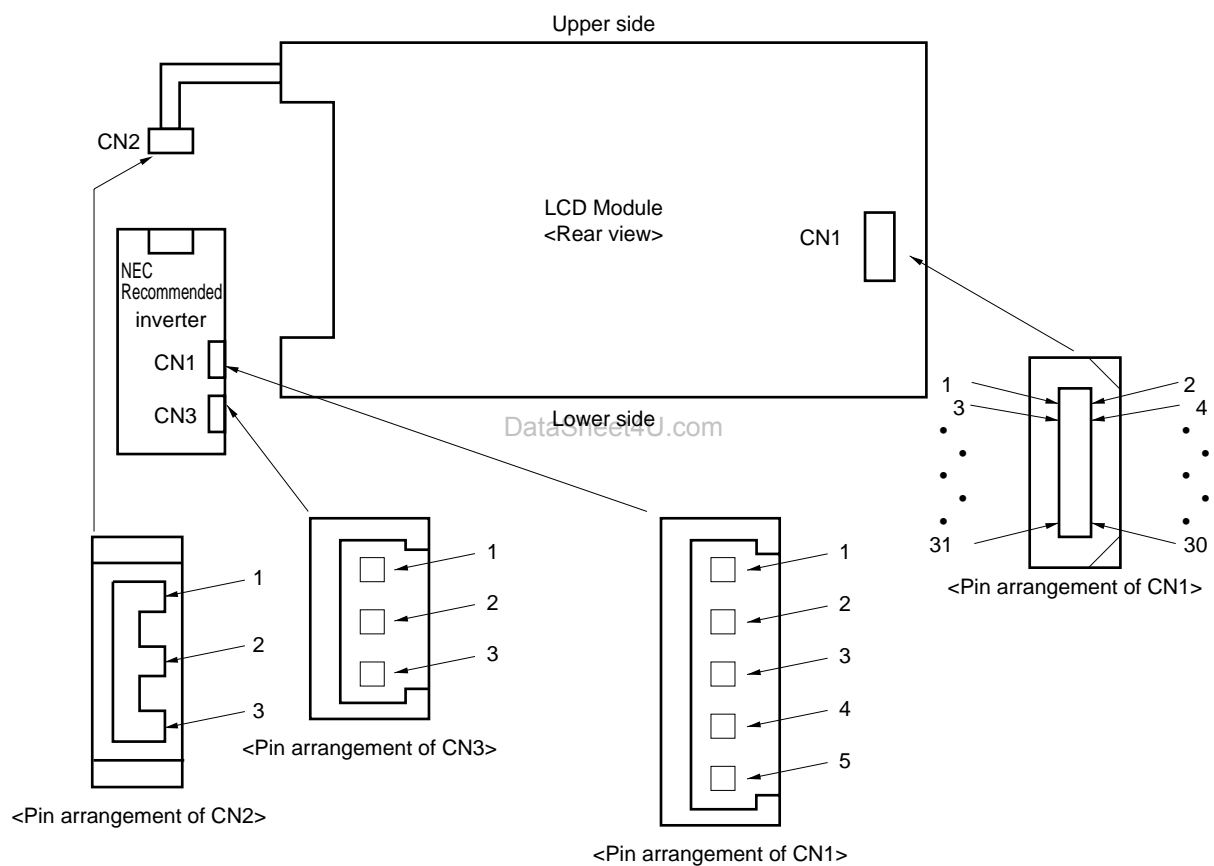 Upper side
CN2
LCD Module
<Rear view>
CN1
NEC
Recommended
inverter
CN1
CN3
Lower side
DataSheet4U.com
1
2
3
4
31
30
<Pin arrangement of CN1>
1
2
3
<Pin arrangement of CN2>
1
2
3
<Pin arrangement of CN3>
1
2
3
4
5
<Pin arrangement of CN1>